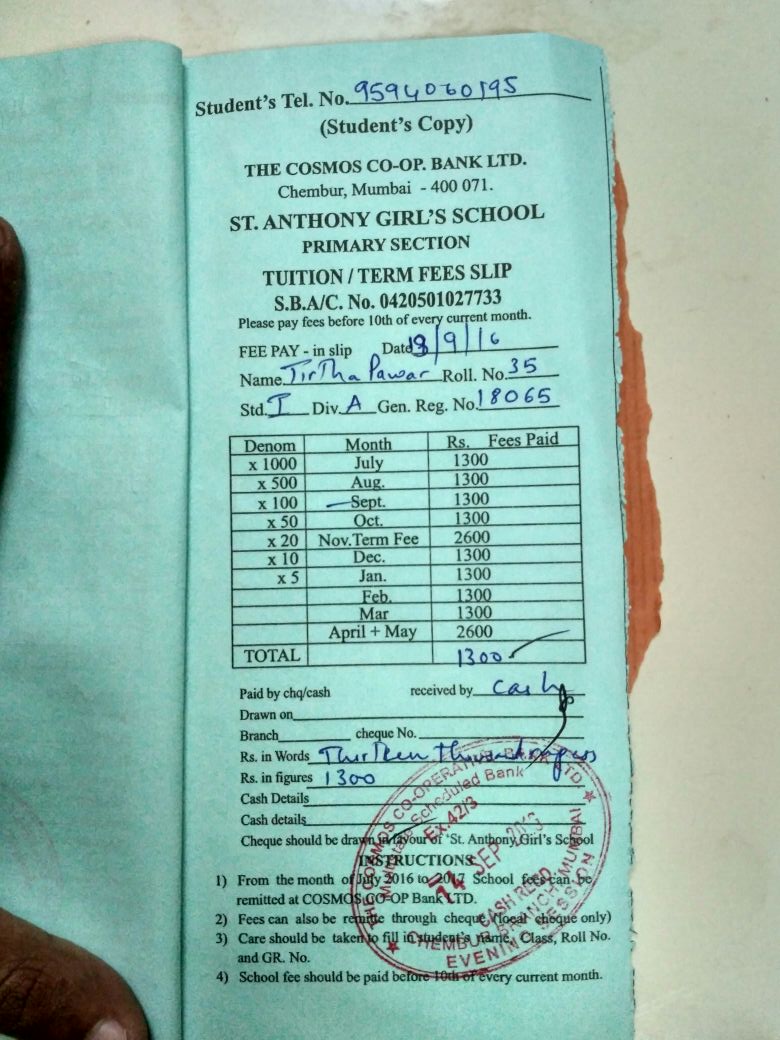 Student's Tel. No. 9594060195
(Student's Copy)
THE COSMOS CO-OP. BANK LTD.
Chembur, Mumbai - 400 071.
ST. ANTHONY GIRL'S SCHOOL
PRIMARY SECTION
TUITION / TERM FEES SLIP
S.B.A/C. No. 0420501027733
Please pay fees before 10th of every current month.
FEE PAY - in slip Date /9/16
Name. Tirtha Pawar Roll. No. 35
Std. I Div. A Gen. Reg. No. 18065
Denom Month Rs. Fees Paid
x 1000 July 1300
x 500 Aug. 1300
x 100 Sept. 1300
x 50 Oct. 1300
x 20 Nov.Term Fee 2600
x 10 Dec. 1300
x 5 Jan. 1300
Feb. 1300
Mar 1300
April + May 2600
TOTAL 1300
Paid by chq/cash received by cash
Drawn on
Branch cheque No.
Rs. in Words
Rs. in figures 1300
Cash Details
Cash details
Cheque should be drawn in favour of 'St. Anthony Girl's School
INSTRUCTIONS
1) From the month of July 2016 to 2017 School fees can be
remitted at COSMOS CO-OP Bank LTD.
2) Fees can also be remitte through cheque (local cheque only)
3) Care should be taken to fill in student's name, Class, Roll No.
and GR. No.
4) School fee should be paid before 10th of every current month.
THE COSMOS CO-OPERATIVE BANK LTD
Multistate Scheduled Bank
Ex.42/3
14 SEP
CASH RECD
CHEMBUR BRANCH MUMBAI
EVENING SESSION